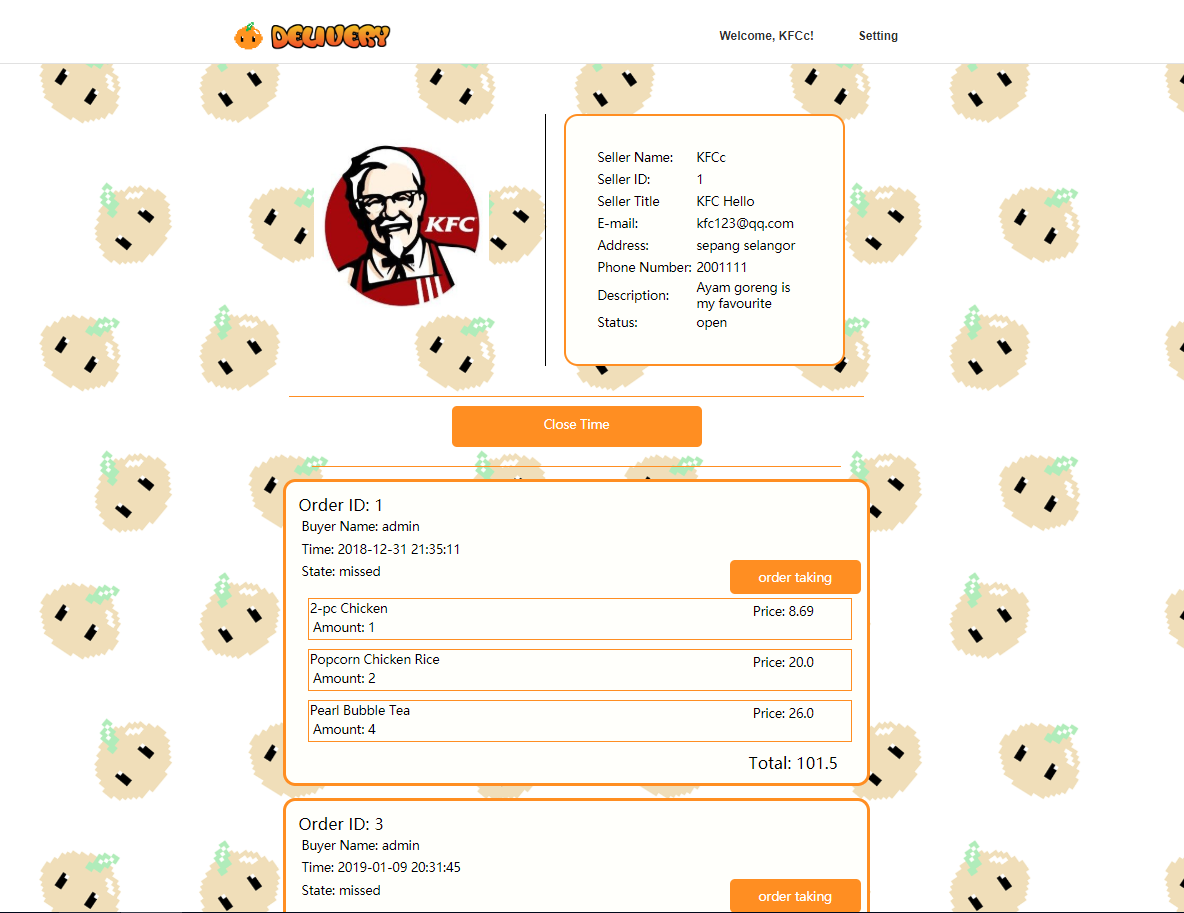 DELIVERY
Welcome, KFCc!
Setting
KFC
Seller Name: KFCc
Seller ID: 1
Seller Title KFC Hello
E-mail: kfc123@qq.com
Address: sepang selangor
Phone Number: 2001111
Description: Ayam goreng is
my favourite
Status: open
Close Time
Order ID: 1
Buyer Name: admin
Time: 2018-12-31 21:35:11
State: missed
order taking
2-pc Chicken
Price: 8.69
Amount: 1
Popcorn Chicken Rice
Price: 20.0
Amount: 2
Pearl Bubble Tea
Price: 26.0
Amount: 4
Total: 101.5
Order ID: 3
Buyer Name: admin
Time: 2019-01-09 20:31:45
State: missed
order taking